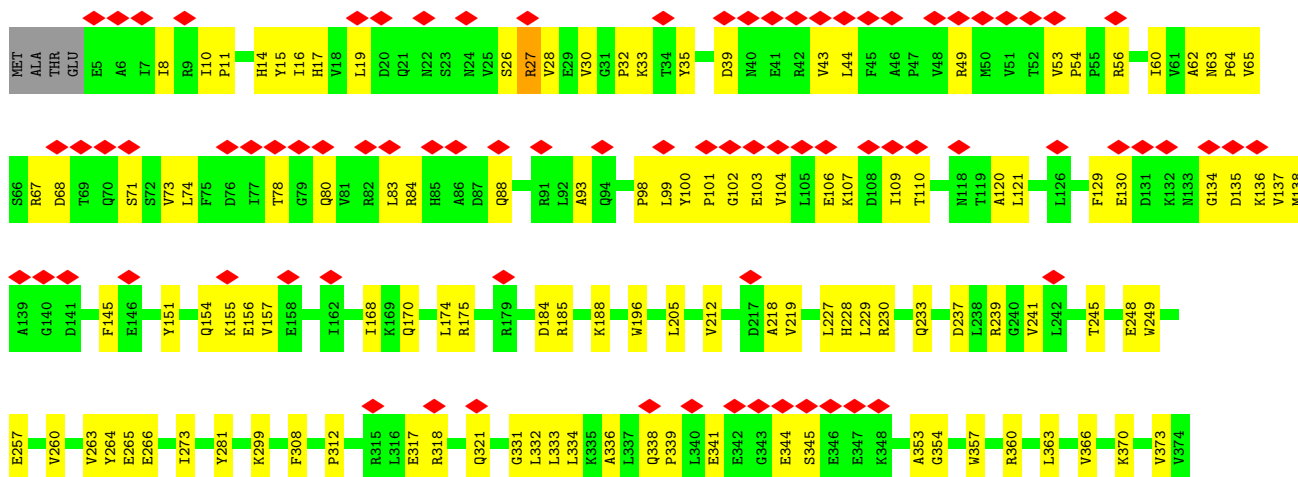 MET ALA THR GLU E5 A6 I7 I8 R9 I10 P11 H14 Y15 I16 H17 V18 L19 D20 Q21 N22 S23 N24 V25 S26 R27 V28 E29 V30 G31 P32 K33 T34 Y35 D39 N40 E41 R42 V43 L44 F45 A46 P47 V48 R49 M50 V51 T52 V53 P54 P55 R56 I60 V61 A62 N63 P64 V65
S66 R67 D68 T69 Q70 S71 S72 V73 L74 F75 D76 I77 T78 G79 Q80 V81 R82 L83 R84 H85 A86 D87 Q88 R91 L92 A93 Q94 P98 L99 Y100 P101 G102 E103 V104 L105 E106 K107 D108 I109 T110 N118 T119 A120 L121 L126 F129 E130 D131 K132 N133 G134 D135 K136 V137 M138
A139 G140 D141 F145 E146 Y151 Q154 K155 E156 V157 E158 I162 I168 K169 Q170 L174 R175 R179 D184 R185 K188 W196 L205 V212 D217 A218 V219 L227 H228 L229 R230 Q233 D237 L238 R239 G240 V241 L242 T245 E248 W249
E257 V260 V263 Y264 E265 E266 I273 Y281 K299 F308 P312 R315 L316 E317 R318 Q321 G331 L332 L333 L334 K335 A336 L337 Q338 P339 L340 E341 E342 G343 E344 S345 E346 E347 K348 A353 G354 W357 R360 L363 V366 K370 V373 V374